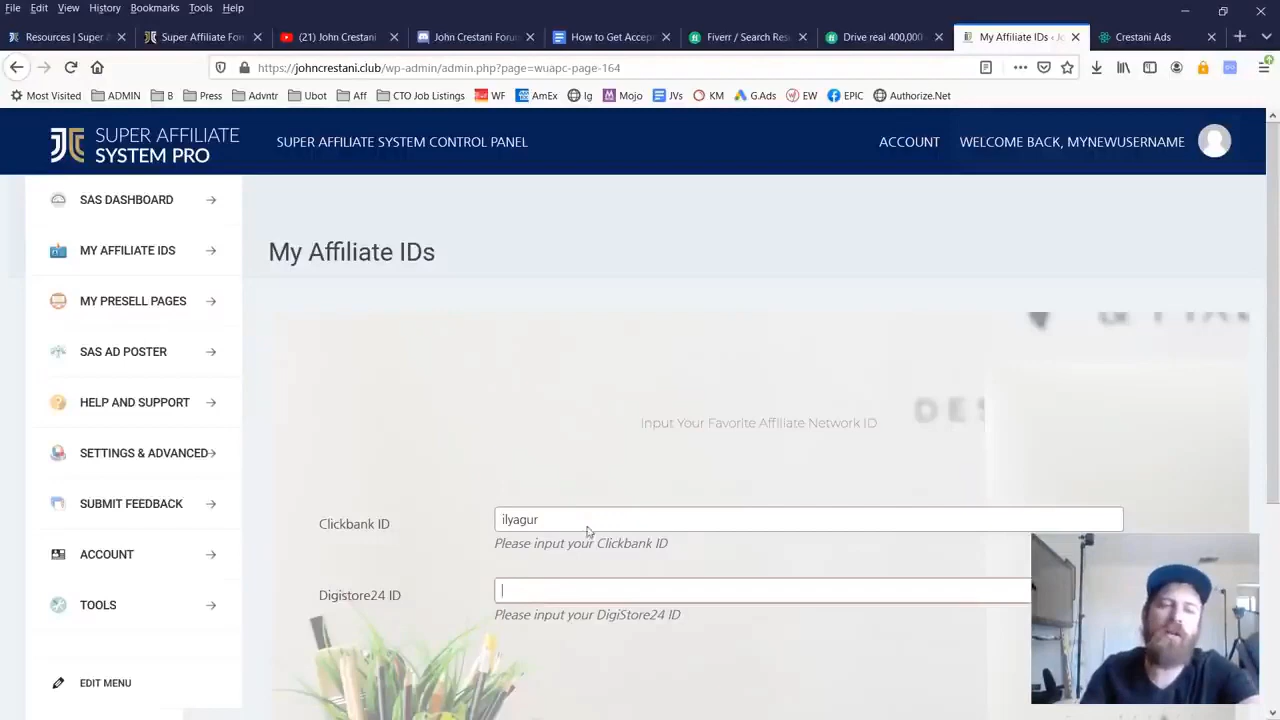 File Edit View History Bookmarks Tools Help
Resources | Super A
Super Affiliate For
(21) John Crestani
John Crestani Forum
How to Get Accep
Fiverr / Search Res
Drive real 400,000
My Affiliate IDs ‹ Jo
Crestani Ads
https://johncrestani.club/wp-admin/admin.php?page=wuapc-page-164
Most Visited ADMIN B Press Advntr Ubot Aff CTO Job Listings WF AmEx Ig Mojo JVs KM G.Ads EW EPIC Authorize.Net
SUPER AFFILIATE
SYSTEM PRO
SUPER AFFILIATE SYSTEM CONTROL PANEL
ACCOUNT
WELCOME BACK, MYNEWUSERNAME
SAS DASHBOARD
MY AFFILIATE IDS
MY PRESELL PAGES
SAS AD POSTER
HELP AND SUPPORT
SETTINGS & ADVANCED
SUBMIT FEEDBACK
ACCOUNT
TOOLS
EDIT MENU
My Affiliate IDs
DES
Input Your Favorite Affiliate Network ID
Clickbank ID
ilyagur
Please input your Clickbank ID
Digistore24 ID
Please input your DigiStore24 ID